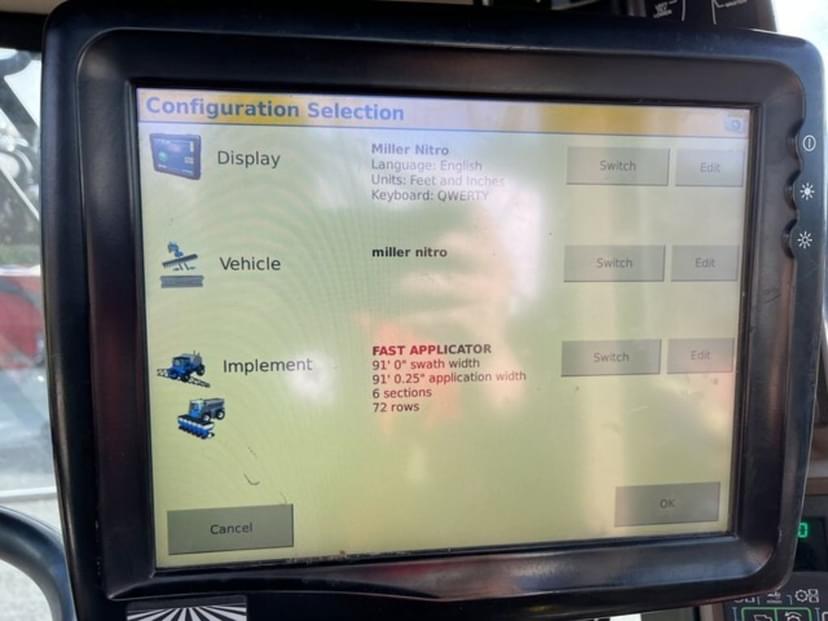 Configuration Selection
Display
Miller Nitro
Language: English
Units: Feet and Inches
Keyboard: QWERTY
Switch
Edit
Vehicle
miller nitro
Switch
Edit
Implement
FAST APPLICATOR
91' 0" swath width
91' 0.25" application width
6 sections
72 rows
Switch
Edit
Cancel
OK